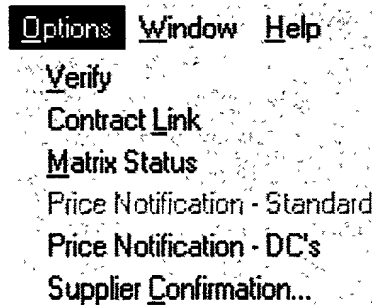 Options Window Help
Verify
Contract Link
Matrix Status
Price Notification - Standard
Price Notification - DC's
Supplier Confirmation...